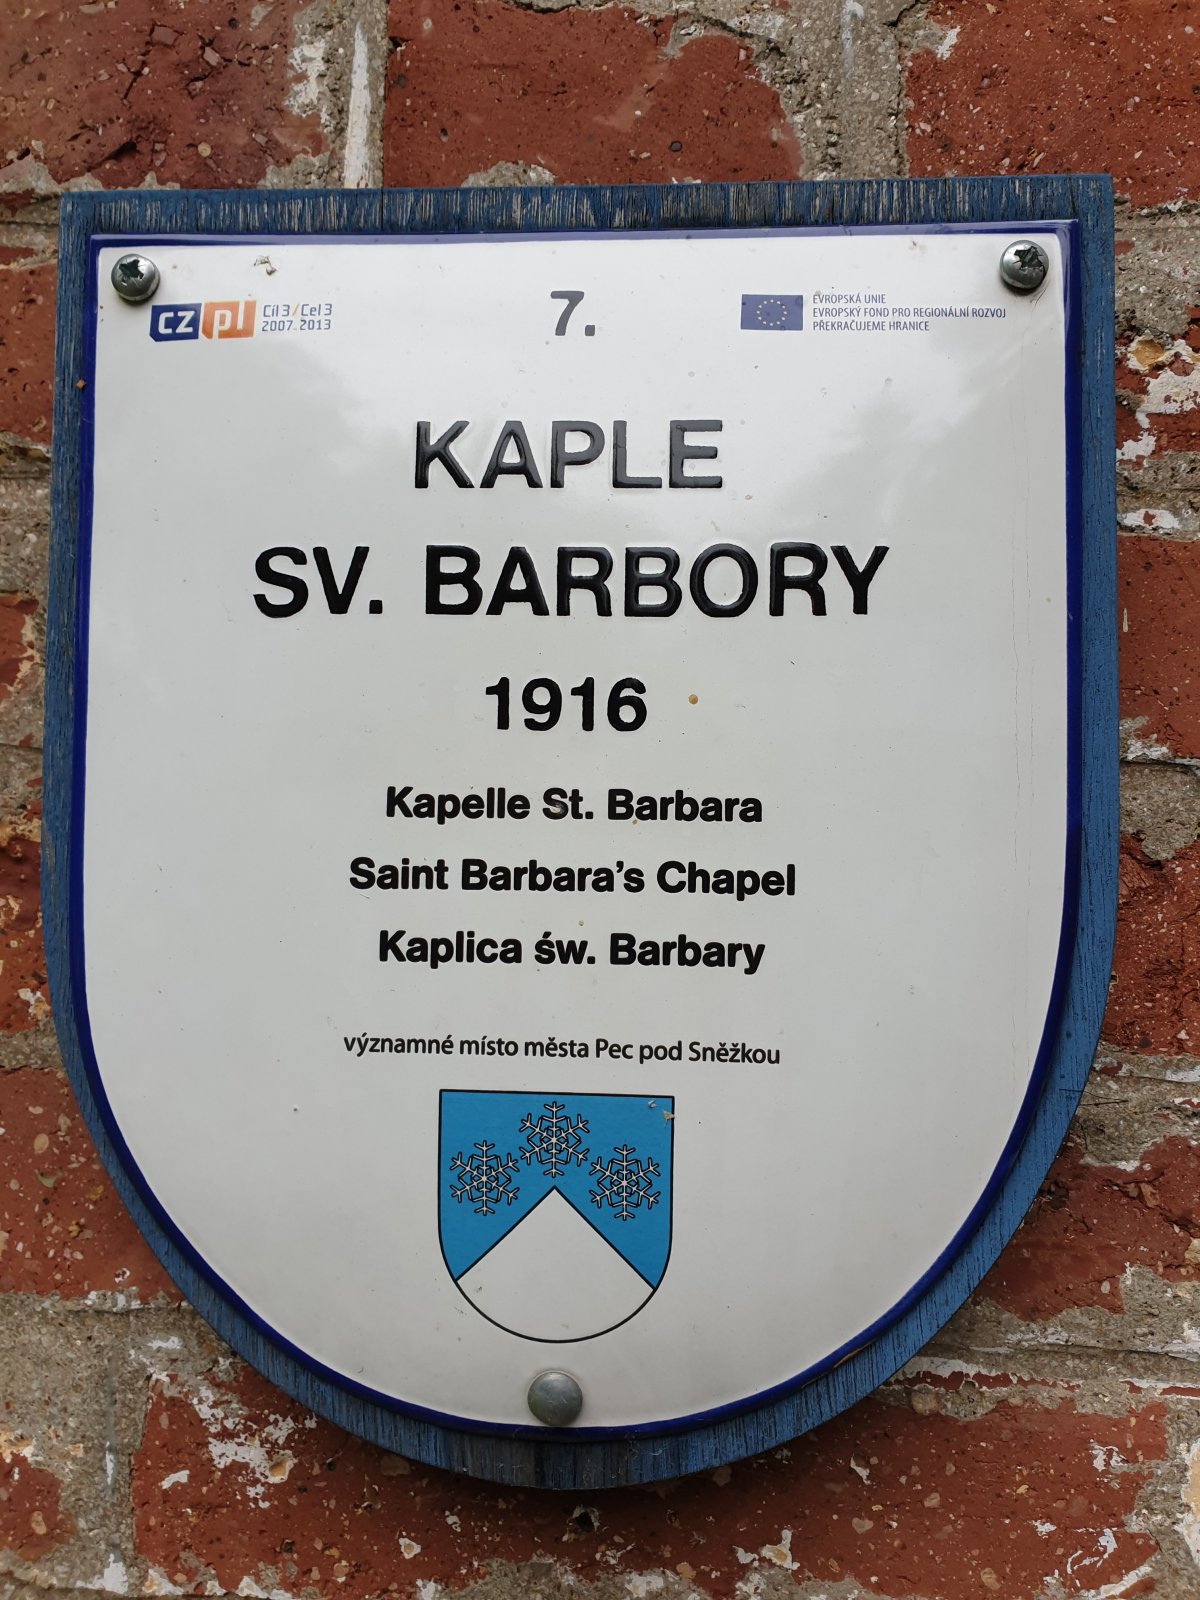 cz pl
Cíl 3 / Cel 3
2007. 2013
7.
EVROPSKÁ UNIE
EVROPSKÝ FOND PRO REGIONÁLNÍ ROZVOJ
PŘEKRAČUJEME HRANICE
KAPLE
SV. BARBORY
1916
Kapelle St. Barbara
Saint Barbara's Chapel
Kaplica św. Barbary
významné místo města Pec pod Sněžkou